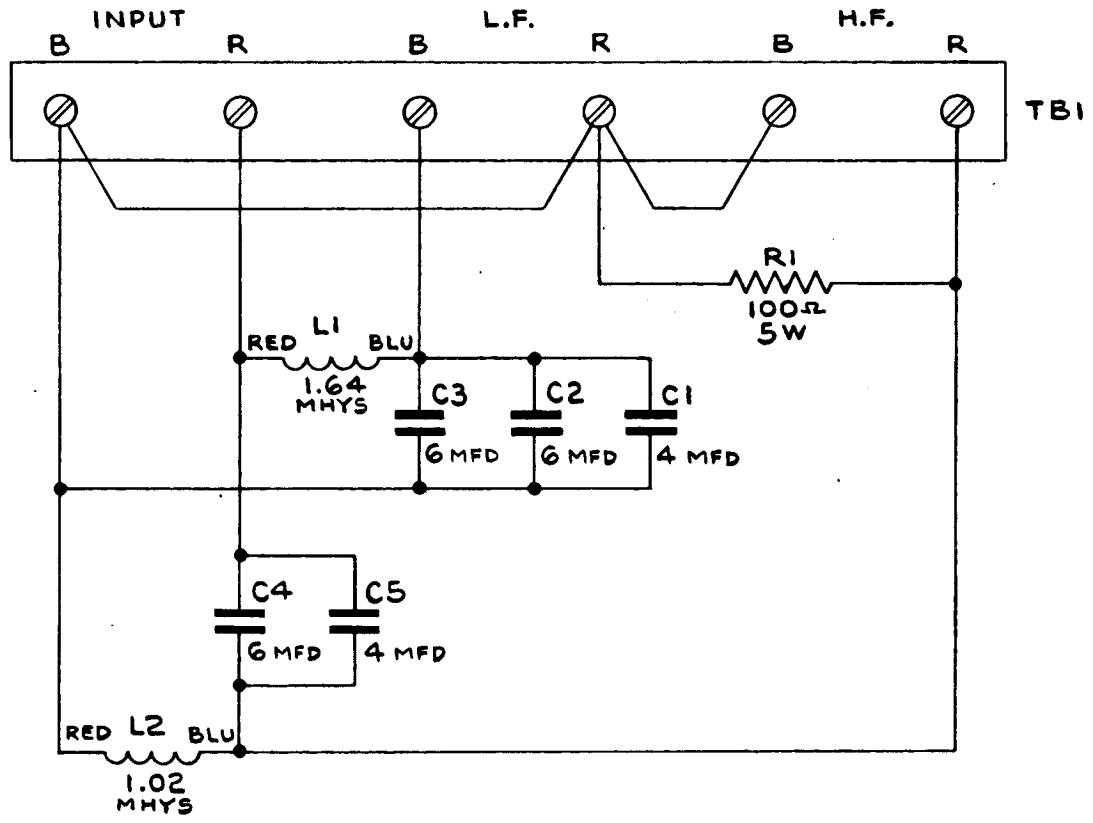 INPUT L.F. H.F.
B R B R B R
TB1
R1
100Ω
5W
L1
RED BLU
1.64
MHYS
C3 C2 C1
6 MFD 6 MFD 4 MFD
C4 C5
6 MFD 4 MFD
RED L2 BLU
1.02
MHYS